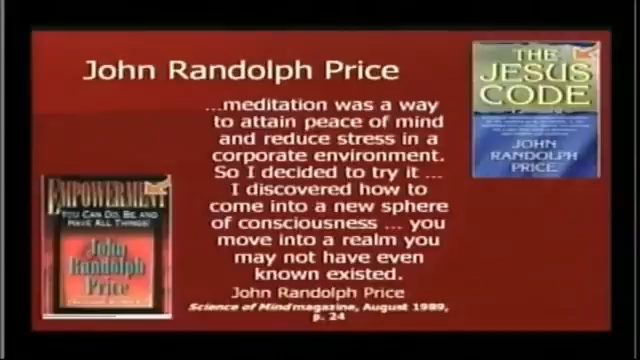 John Randolph Price
...meditation was a way
to attain peace of mind
and reduce stress in a
corporate environment.
So I decided to try it ...
I discovered how to
come into a new sphere
of consciousness ... you
move into a realm you
may not have even
known existed.
John Randolph Price
Science of Mind magazine, August 1989,
p. 24
THE
JESUS
CODE
JOHN
RANDOLPH
PRICE
EMPOWERMENT
YOU CAN DO, BE AND
HAVE ALL THINGS!
John
Randolph
Price